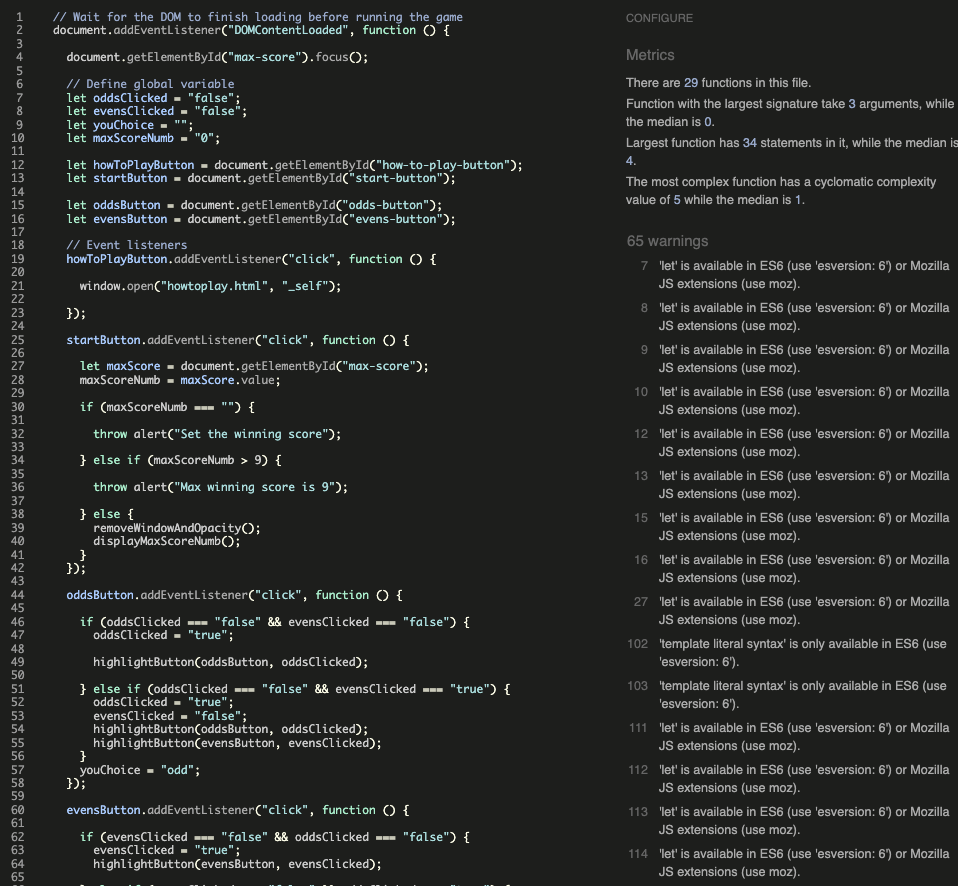 1 // Wait for the DOM to finish loading before running the game
2 document.addEventListener("DOMContentLoaded", function () {
3
4 document.getElementById("max-score").focus();
5
6 // Define global variable
7 let oddsClicked = "false";
8 let evensClicked = "false";
9 let youChoice = "";
10 let maxScoreNumb = "0";
11
12 let howToPlayButton = document.getElementById("how-to-play-button");
13 let startButton = document.getElementById("start-button");
14
15 let oddsButton = document.getElementById("odds-button");
16 let evensButton = document.getElementById("evens-button");
17
18 // Event listeners
19 howToPlayButton.addEventListener("click", function () {
20
21 window.open("howtoplay.html", "_self");
22
23 });
24
25 startButton.addEventListener("click", function () {
26
27 let maxScore = document.getElementById("max-score");
28 maxScoreNumb = maxScore.value;
29
30 if (maxScoreNumb === "") {
31
32 throw alert("Set the winning score");
33
34 } else if (maxScoreNumb > 9) {
35
36 throw alert("Max winning score is 9");
37
38 } else {
39 removeWindowAndOpacity();
40 displayMaxScoreNumb();
41 }
42 });
43
44 oddsButton.addEventListener("click", function () {
45
46 if (oddsClicked === "false" && evensClicked === "false") {
47 oddsClicked = "true";
48
49 highlightButton(oddsButton, oddsClicked);
50
51 } else if (oddsClicked === "false" && evensClicked === "true") {
52 oddsClicked = "true";
53 evensClicked = "false";
54 highlightButton(oddsButton, oddsClicked);
55 highlightButton(evensButton, evensClicked);
56 }
57 youChoice = "odd";
58 });
59
60 evensButton.addEventListener("click", function () {
61
62 if (evensClicked === "false" && oddsClicked === "false") {
63 evensClicked = "true";
64 highlightButton(evensButton, evensClicked);
65
CONFIGURE
Metrics
There are 29 functions in this file.
Function with the largest signature take 3 arguments, while
the median is 0.
Largest function has 34 statements in it, while the median is
4.
The most complex function has a cyclomatic complexity
value of 5 while the median is 1.
65 warnings
7 'let' is available in ES6 (use 'esversion: 6') or Mozilla
JS extensions (use moz).
8 'let' is available in ES6 (use 'esversion: 6') or Mozilla
JS extensions (use moz).
9 'let' is available in ES6 (use 'esversion: 6') or Mozilla
JS extensions (use moz).
10 'let' is available in ES6 (use 'esversion: 6') or Mozilla
JS extensions (use moz).
12 'let' is available in ES6 (use 'esversion: 6') or Mozilla
JS extensions (use moz).
13 'let' is available in ES6 (use 'esversion: 6') or Mozilla
JS extensions (use moz).
15 'let' is available in ES6 (use 'esversion: 6') or Mozilla
JS extensions (use moz).
16 'let' is available in ES6 (use 'esversion: 6') or Mozilla
JS extensions (use moz).
27 'let' is available in ES6 (use 'esversion: 6') or Mozilla
JS extensions (use moz).
102 'template literal syntax' is only available in ES6 (use
'esversion: 6').
103 'template literal syntax' is only available in ES6 (use
'esversion: 6').
111 'let' is available in ES6 (use 'esversion: 6') or Mozilla
JS extensions (use moz).
112 'let' is available in ES6 (use 'esversion: 6') or Mozilla
JS extensions (use moz).
113 'let' is available in ES6 (use 'esversion: 6') or Mozilla
JS extensions (use moz).
114 'let' is available in ES6 (use 'esversion: 6') or Mozilla
JS extensions (use moz).